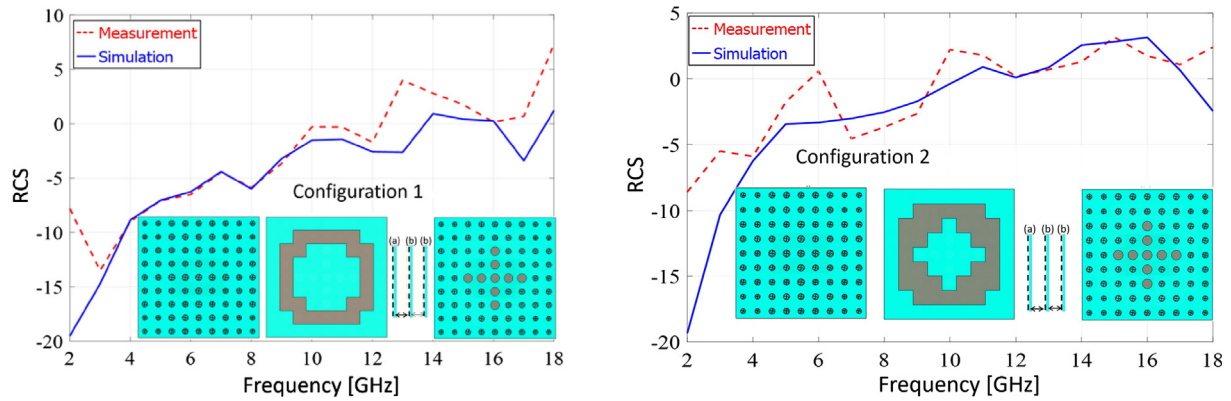 10
5
0
-5
-10
-15
-20
RCS
Measurement
Simulation
Configuration 1
(a) (b) (b)
2 4 6 8 10 12 14 16 18
Frequency [GHz]
5
0
-5
-10
-15
-20
RCS
Measurement
Simulation
Configuration 2
(a) (b) (b)
2 4 6 8 10 12 14 16 18
Frequency [GHz]